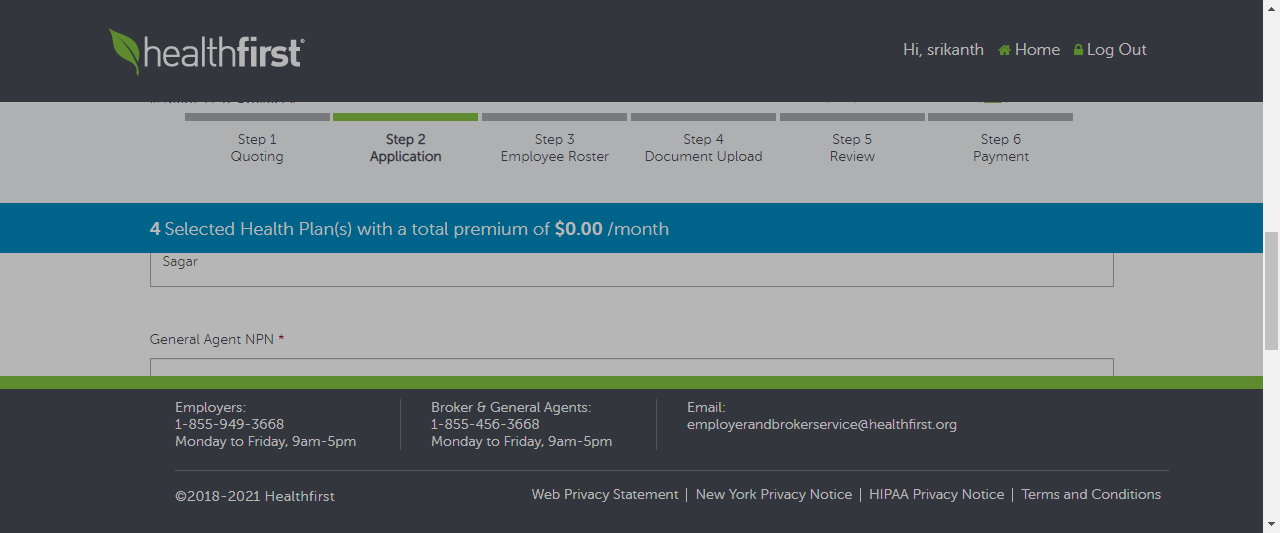 healthfirst®
Hi, srikanth Home Log Out
Step 1 Step 2 Step 3 Step 4 Step 5 Step 6
Quoting Application Employee Roster Document Upload Review Payment
4 Selected Health Plan(s) with a total premium of $0.00 /month
Sagar
General Agent NPN *
Employers: Broker & General Agents: Email:
1-855-949-3668 1-855-456-3668 employerandbrokerservice@healthfirst.org
Monday to Friday, 9am-5pm Monday to Friday, 9am-5pm
©2018-2021 Healthfirst Web Privacy Statement | New York Privacy Notice | HIPAA Privacy Notice | Terms and Conditions